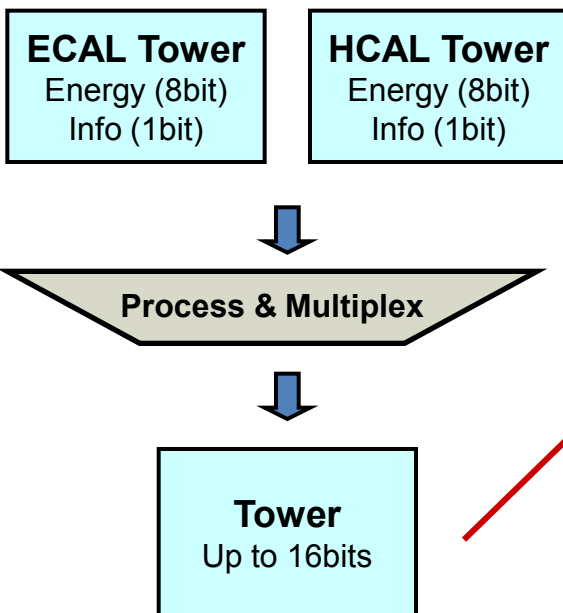 ECAL Tower
Energy (8bit)
Info (1bit)
HCAL Tower
Energy (8bit)
Info (1bit)
Process & Multiplex
Tower
Up to 16bits